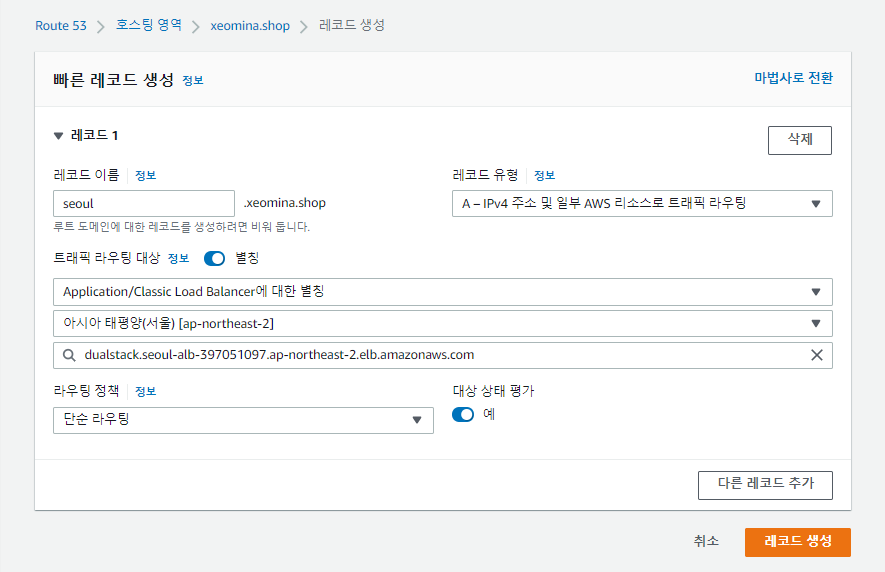 Route 53 > 호스팅 영역 > xeomina.shop > 레코드 생성
빠른 레코드 생성 정보
마법사로 전환
▼ 레코드 1
삭제
레코드 이름 정보
seoul .xeomina.shop
루트 도메인에 대한 레코드를 생성하려면 비워 둡니다.
레코드 유형 정보
A – IPv4 주소 및 일부 AWS 리소스로 트래픽 라우팅
트래픽 라우팅 대상 정보 별칭
Application/Classic Load Balancer에 대한 별칭
아시아 태평양(서울) [ap-northeast-2]
dualstack.seoul-alb-397051097.ap-northeast-2.elb.amazonaws.com
라우팅 정책 정보
단순 라우팅
대상 상태 평가
예
다른 레코드 추가
취소
레코드 생성